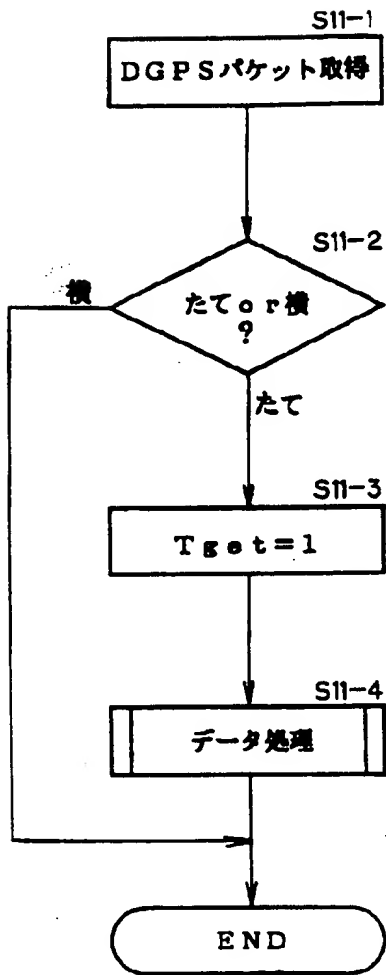 S11-1
DGPSパケット取得
S11-2
横
たてor横
?
たて
S11-3
Tget=1
S11-4
データ処理
END